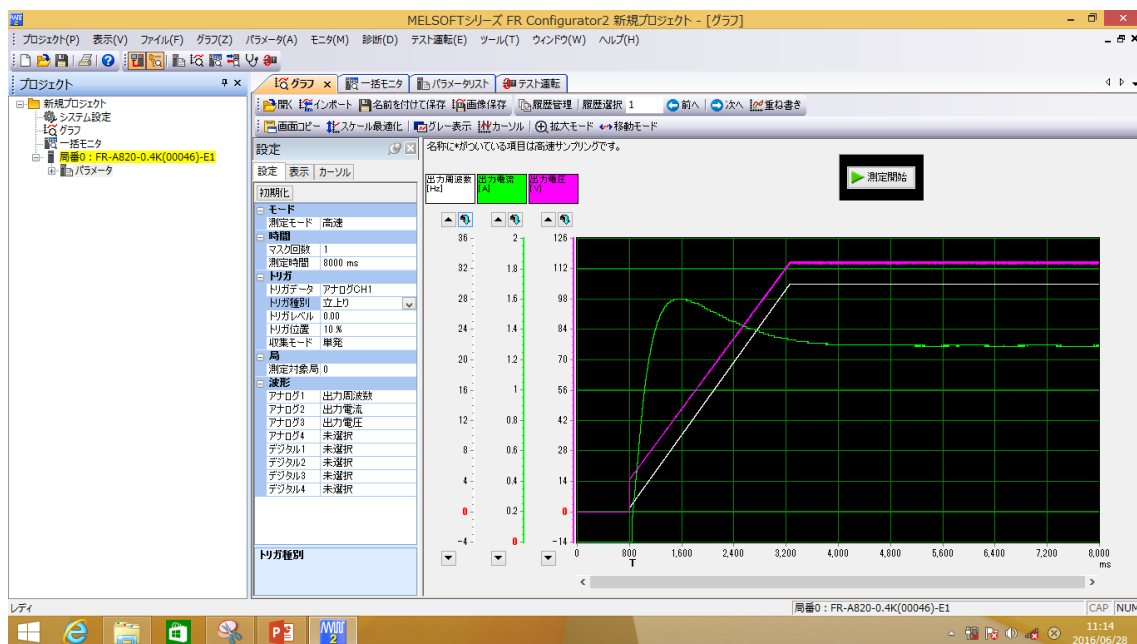 MELSOFTシリーズ FR Configurator2 新規プロジェクト - [グラフ]
プロジェクト(P) 表示(V) ファイル(F) グラフ(Z) パラメータ(A) モニタ(M) 診断(D) テスト運転(E) ツール(T) ウィンドウ(W) ヘルプ(H)
プロジェクト
新規プロジェクト
システム設定
グラフ
一括モニタ
局番0：FR-A820-0.4K(00046)-E1
パラメータ
グラフ 一括モニタ パラメータリスト テスト運転
開く インポート 名前を付けて保存 画像保存 履歴管理 履歴選択 1 前へ 次へ 重ね書き
画面コピー スケール最適化 グレー表示 カーソル 拡大モード 移動モード
設定
設定 表示 カーソル
初期化
モード
測定モード 高速
時間
マスク回数 1
測定時間 8000 ms
トリガ
トリガデータ アナログCH1
トリガ種別 立上り
トリガレベル 0.00
トリガ位置 10 %
収集モード 単発
局
測定対象局 0
波形
アナログ1 出力周波数
アナログ2 出力電流
アナログ3 出力電圧
アナログ4 未選択
デジタル1 未選択
デジタル2 未選択
デジタル3 未選択
デジタル4 未選択
トリガ種別
名称に*がついている項目は高速サンプリングです。
測定開始
出力周波数 出力電流 出力電圧
[Hz] [A] [V]
36 2 126
32 1.8 112
28 1.6 98
24 1.4 84
20 1.2 70
16 1 56
12 0.8 42
8 0.6 28
4 0.4 14
0 0.2 0
-4 0 -14
0 800 1,600 2,400 3,200 4,000 4,800 5,600 6,400 7,200 8,000
T
ms
レディ
局番0：FR-A820-0.4K(00046)-E1 CAP NUM
11:14
2016/06/28